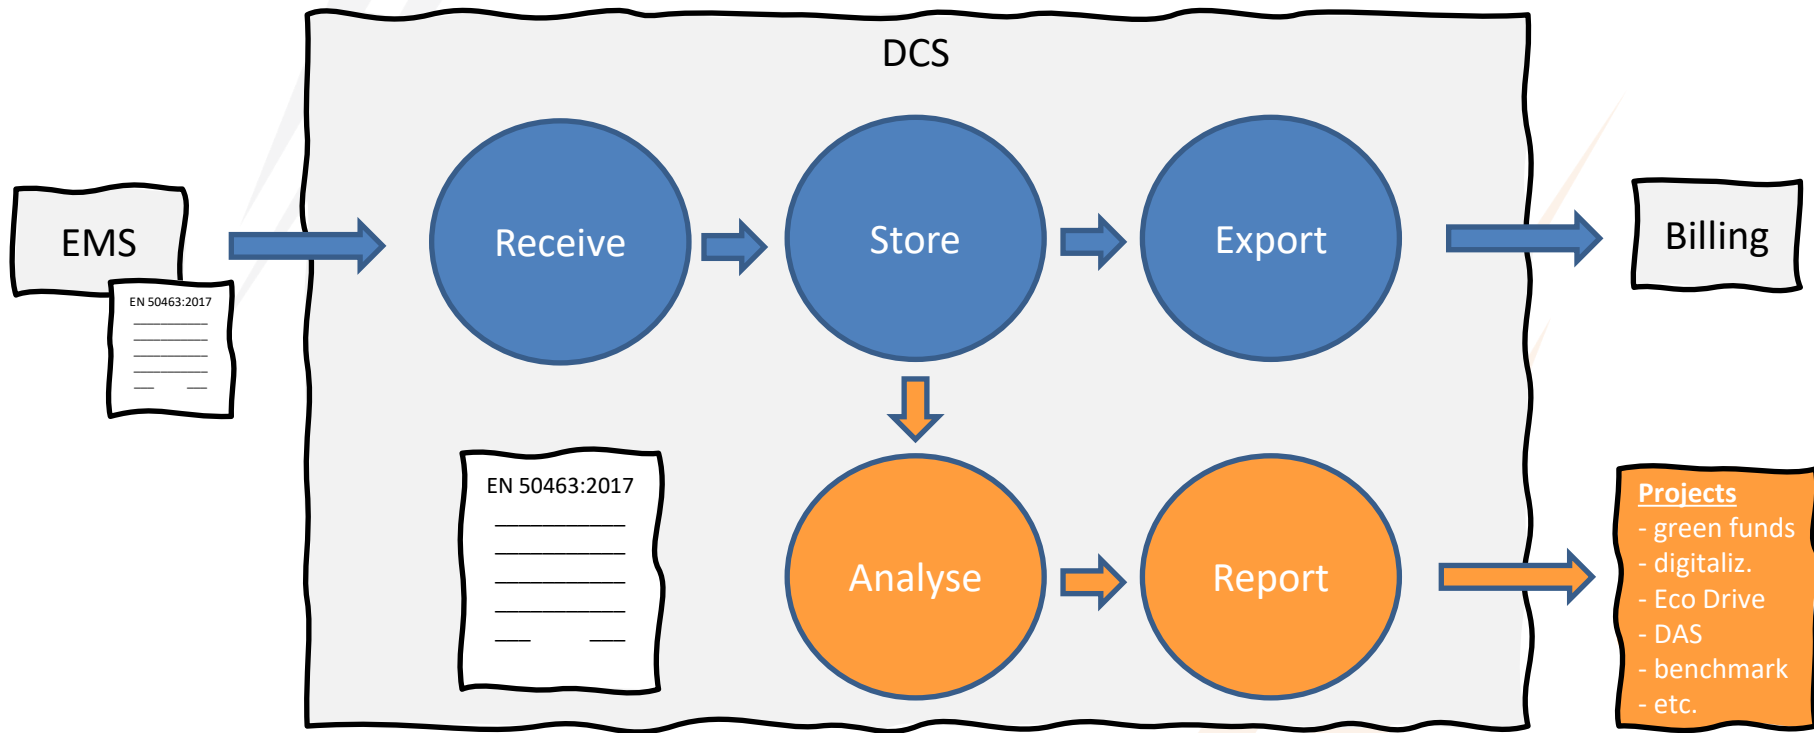 DCS
EMS
EN 50463:2017
Receive
Store
Export
Billing
EN 50463:2017
Analyse
Report
Projects
- green funds
- digitaliz.
- Eco Drive
- DAS
- benchmark
- etc.